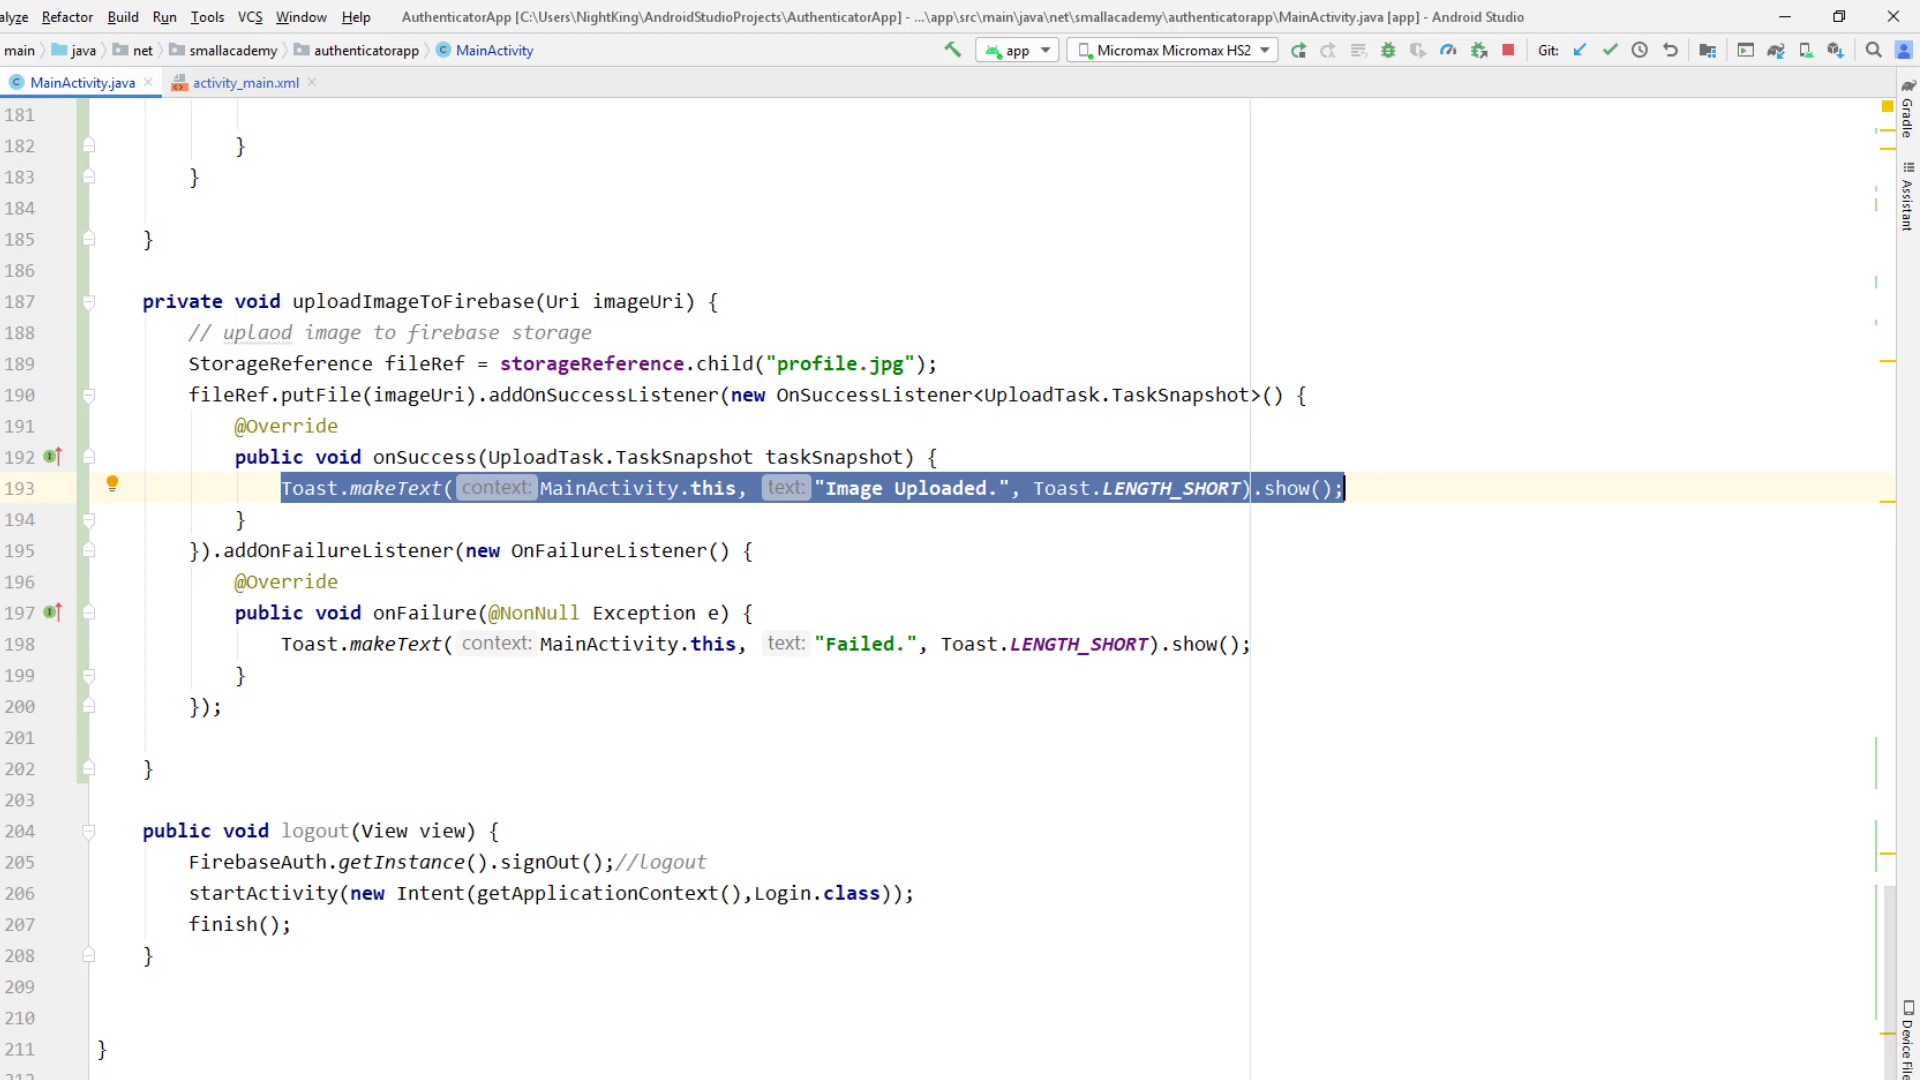 alyze Refactor Build Run Tools VCS Window Help AuthenticatorApp [C:\Users\NightKing\AndroidStudioProjects\AuthenticatorApp] - ...\app\src\main\java\net\smallacademy\authenticatorapp\MainActivity.java [app] - Android Studio
main java net smallacademy authenticatorapp MainActivity app Micromax Micromax HS2 Git:
MainActivity.java activity_main.xml
Gradle
Assistant
181
182 }
183 }
184
185 }
186
187 private void uploadImageToFirebase(Uri imageUri) {
188 // uplaod image to firebase storage
189 StorageReference fileRef = storageReference.child("profile.jpg");
190 fileRef.putFile(imageUri).addOnSuccessListener(new OnSuccessListener<UploadTask.TaskSnapshot>() {
191 @Override
192 public void onSuccess(UploadTask.TaskSnapshot taskSnapshot) {
193 Toast.makeText( context: MainActivity.this, text: "Image Uploaded.", Toast.LENGTH_SHORT).show();
194 }
195 }).addOnFailureListener(new OnFailureListener() {
196 @Override
197 public void onFailure(@NonNull Exception e) {
198 Toast.makeText( context: MainActivity.this, text: "Failed.", Toast.LENGTH_SHORT).show();
199 }
200 });
201
202 }
203
204 public void logout(View view) {
205 FirebaseAuth.getInstance().signOut();//logout
206 startActivity(new Intent(getApplicationContext(),Login.class));
207 finish();
208 }
209
210
211 }
Device File